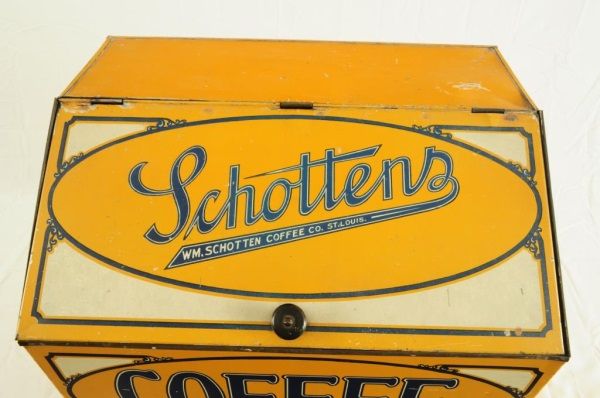 Schottens
WM. SCHOTTEN COFFEE CO. ST. LOUIS.
COFFEE